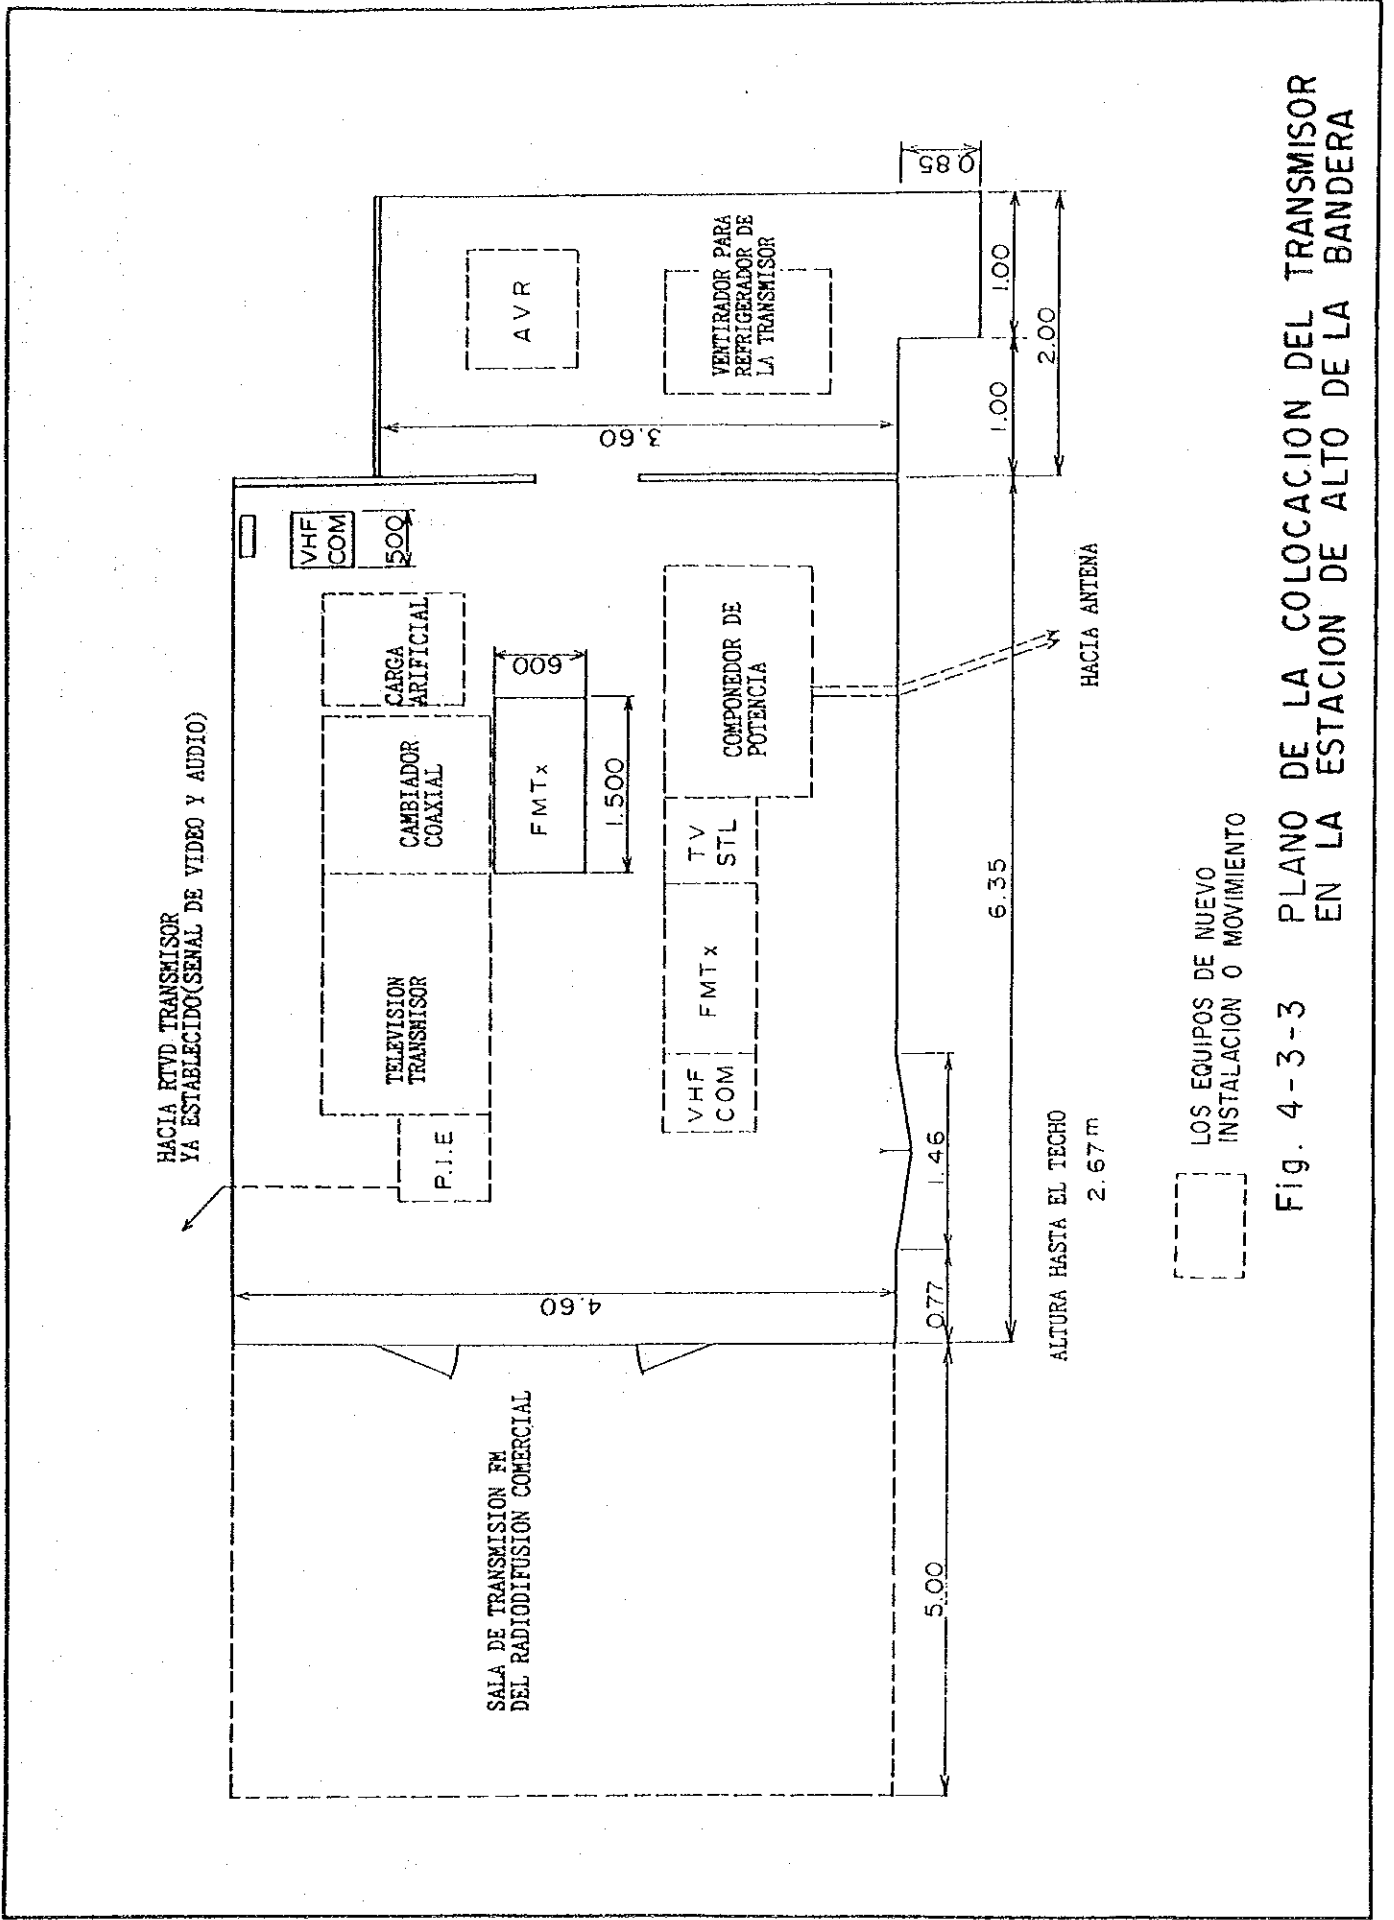 HACIA RTVD TRANSMISOR
YA ESTABLECIDO(SENAL DE VIDEO Y AUDIO)
SALA DE TRANSMISION FM
DEL RADIODIFUSION COMERCIAL
P.I.E
TELEVISION
TRANSMISOR
CAMBIADOR
COAXIAL
CARGA
ARIFICIAL
VHF
COM
500
FMTx
600
1.500
VHF
COM
FMTx
TV
STL
COMPONEDOR DE
POTENCIA
AVR
VENTIRADOR PARA
REFRIGERADOR DE
LA TRANSMISOR
4.60
3.60
0.85
5.00
0.77
1.46
6.35
1.00
1.00
2.00
HACIA ANTENA
ALTURA HASTA EL TECHO
2.67m
LOS EQUIPOS DE NUEVO
INSTALACION O MOVIMIENTO
Fig. 4-3-3 PLANO DE LA COLOCACION DEL TRANSMISOR
EN LA ESTACION DE ALTO DE LA BANDERA